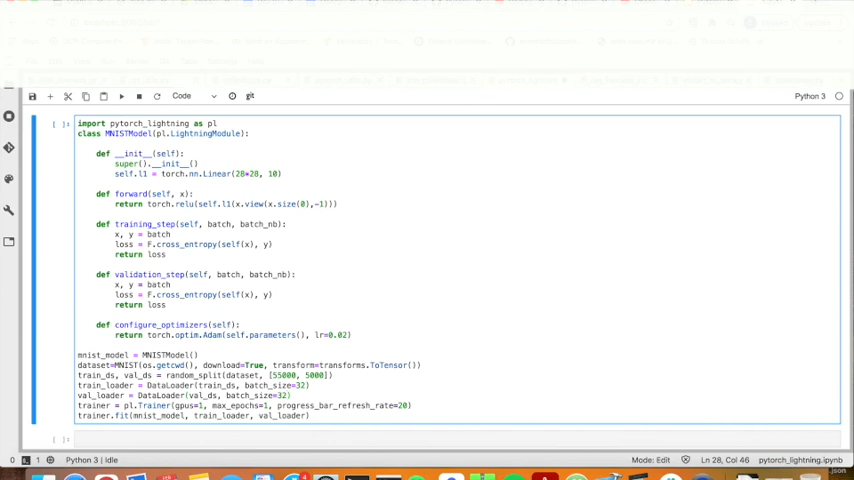 Code
git
Python 3
[ ]:
import pytorch_lightning as pl
class MNISTModel(pl.LightningModule):
def __init__(self):
super().__init__()
self.l1 = torch.nn.Linear(28*28, 10)
def forward(self, x):
return torch.relu(self.l1(x.view(x.size(0),-1)))
def training_step(self, batch, batch_nb):
x, y = batch
loss = F.cross_entropy(self(x), y)
return loss
def validation_step(self, batch, batch_nb):
x, y = batch
loss = F.cross_entropy(self(x), y)
return loss
def configure_optimizers(self):
return torch.optim.Adam(self.parameters(), lr=0.02)
mnist_model = MNISTModel()
dataset=MNIST(os.getcwd(), download=True, transform=transforms.ToTensor())
train_ds, val_ds = random_split(dataset, [55000, 5000])
train_loader = DataLoader(train_ds, batch_size=32)
val_loader = DataLoader(val_ds, batch_size=32)
trainer = pl.Trainer(gpus=1, max_epochs=1, progress_bar_refresh_rate=20)
trainer.fit(mnist_model, train_loader, val_loader)
[ ]:
0 1 Python 3 | Idle
Mode: Edit Ln 28, Col 46 pytorch_lightning.ipynb
.json